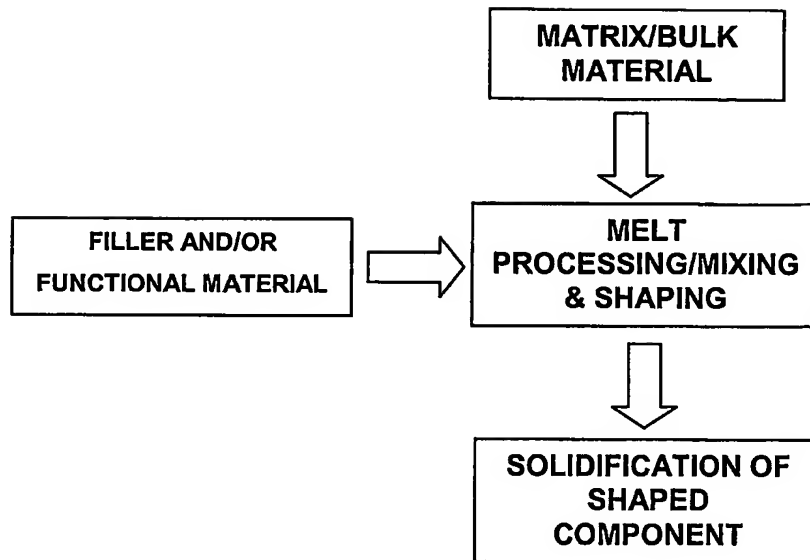 MATRIX/BULK
MATERIAL
FILLER AND/OR
FUNCTIONAL MATERIAL
MELT
PROCESSING/MIXING
& SHAPING
SOLIDIFICATION OF
SHAPED
COMPONENT